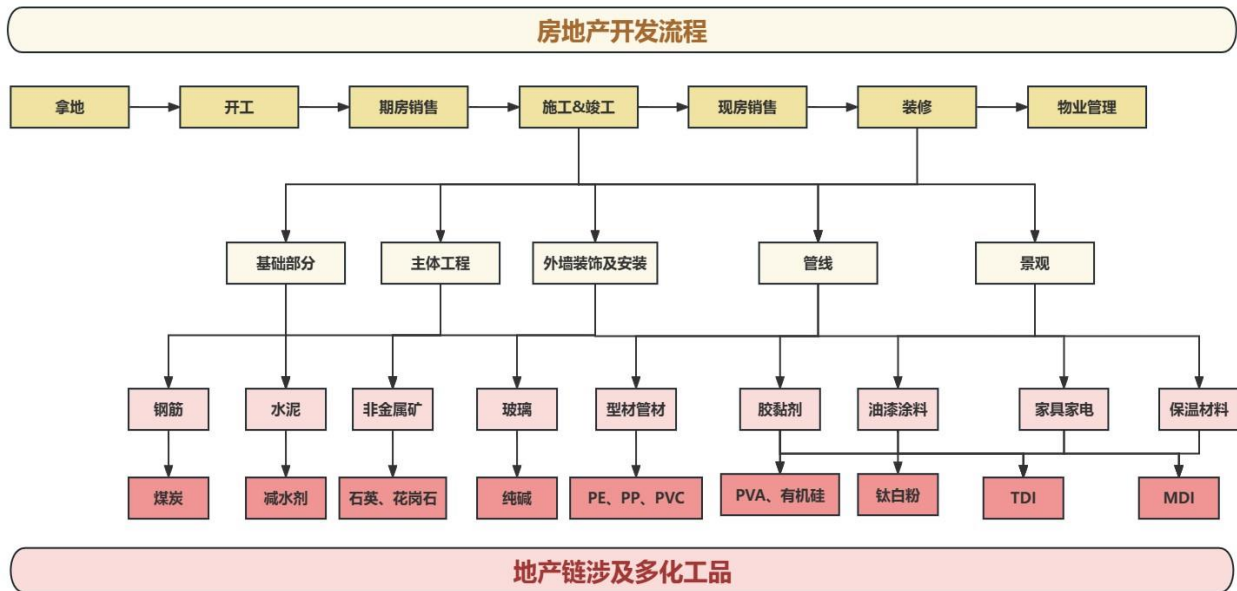 房地产开发流程
拿地
开工
期房销售
施工&竣工
现房销售
装修
物业管理
基础部分
主体工程
外墙装饰及安装
管线
景观
钢筋
水泥
非金属矿
玻璃
型材管材
胶黏剂
油漆涂料
家具家电
保温材料
煤炭
减水剂
石英、花岗石
纯碱
PE、PP、PVC
PVA、有机硅
钛白粉
TDI
MDI
地产链涉及多化工品